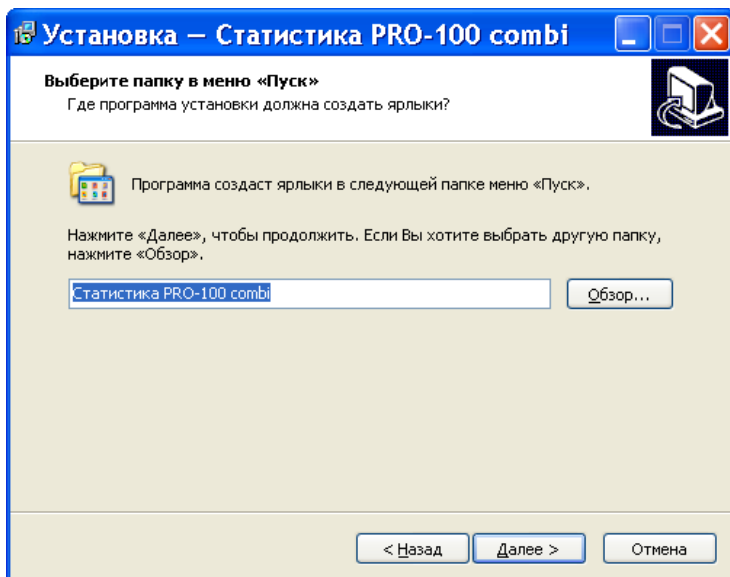 Установка — Статистика PRO-100 combi
Выберите папку в меню «Пуск»
Где программа установки должна создать ярлыки?
Программа создаст ярлыки в следующей папке меню «Пуск».
Нажмите «Далее», чтобы продолжить. Если Вы хотите выбрать другую папку,
нажмите «Обзор».
Статистика PRO-100 combi
Обзор...
< Назад
Далее >
Отмена